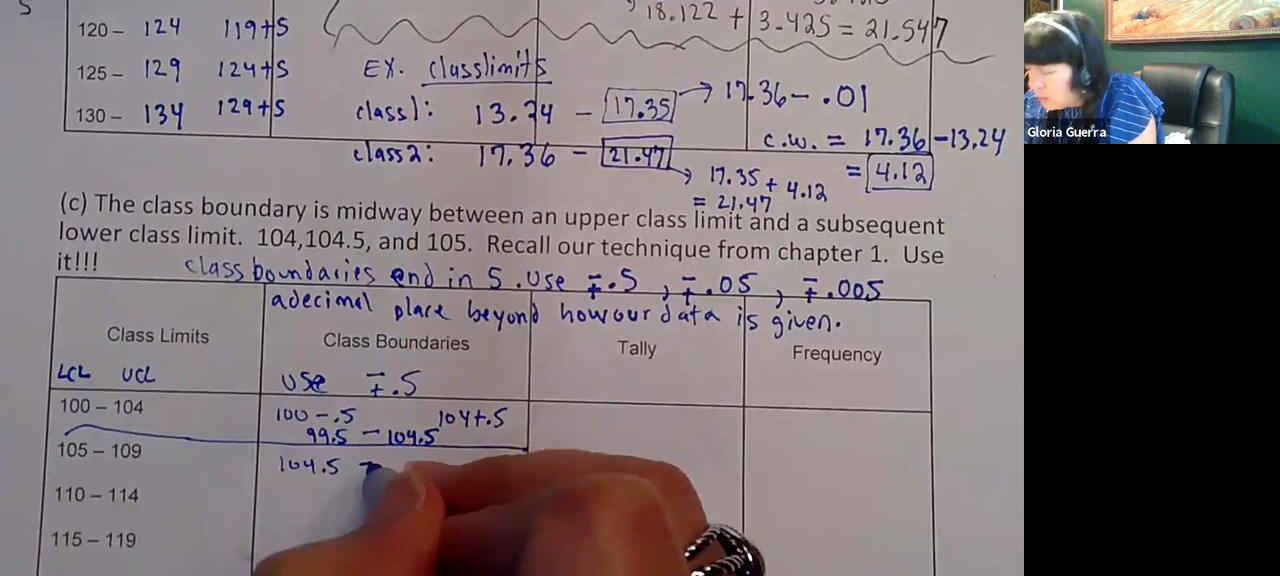 18.122 + 3.425 = 21.547
120 – 124 119+5
125 – 129 124+5
130 – 134 129+5
EX. class limits
class 1: 13.24 – 17.35 → 17.36 – .01
class 2: 17.36 – 21.47 → 17.35 + 4.12
= 21.47
c.w. = 17.36 – 13.24
= 4.12
(c) The class boundary is midway between an upper class limit and a subsequent
lower class limit. 104,104.5, and 105. Recall our technique from chapter 1. Use
it!!! class boundaries end in 5. Use ∓.5, ∓.05, ∓.005
a decimal place beyond how our data is given.
Class Limits Class Boundaries Tally Frequency
LCL UCL use ∓.5
100 – 104 100 – .5 104+.5
99.5 – 104.5
105 – 109 104.5 –
110 – 114
115 – 119
Gloria Guerra